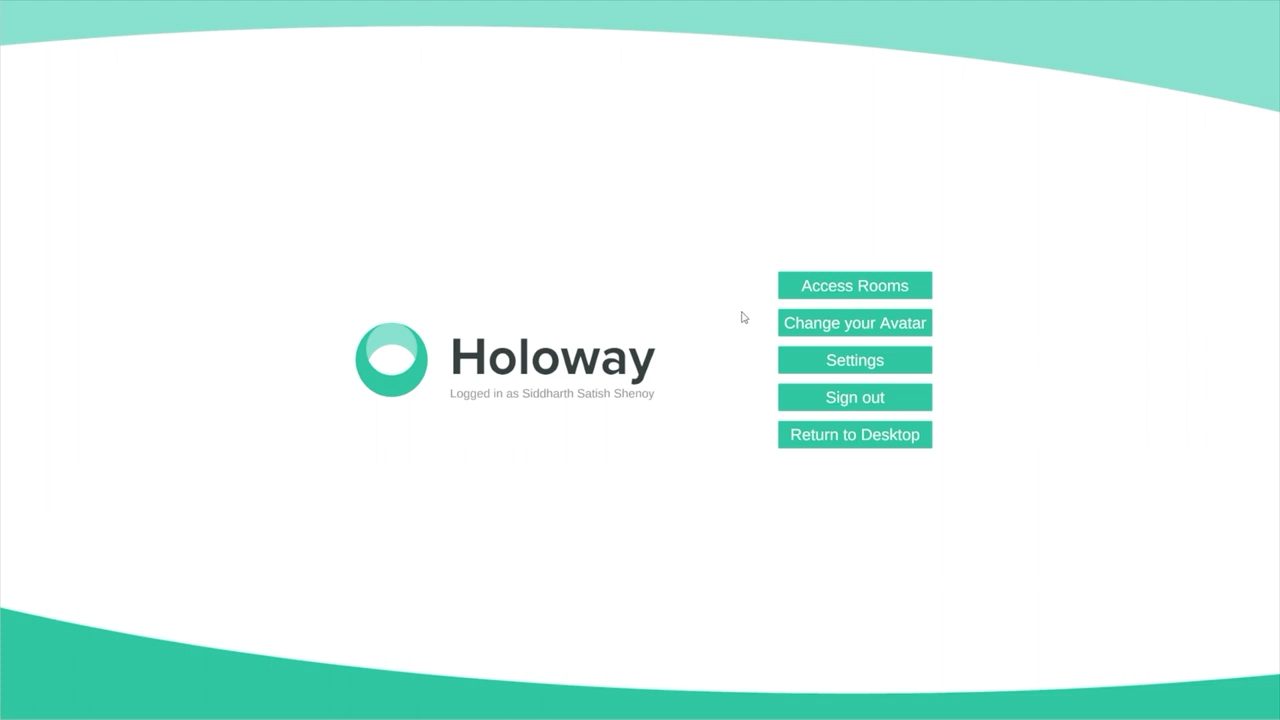 Holoway
Logged in as Siddharth Satish Shenoy
Access Rooms
Change your Avatar
Settings
Sign out
Return to Desktop